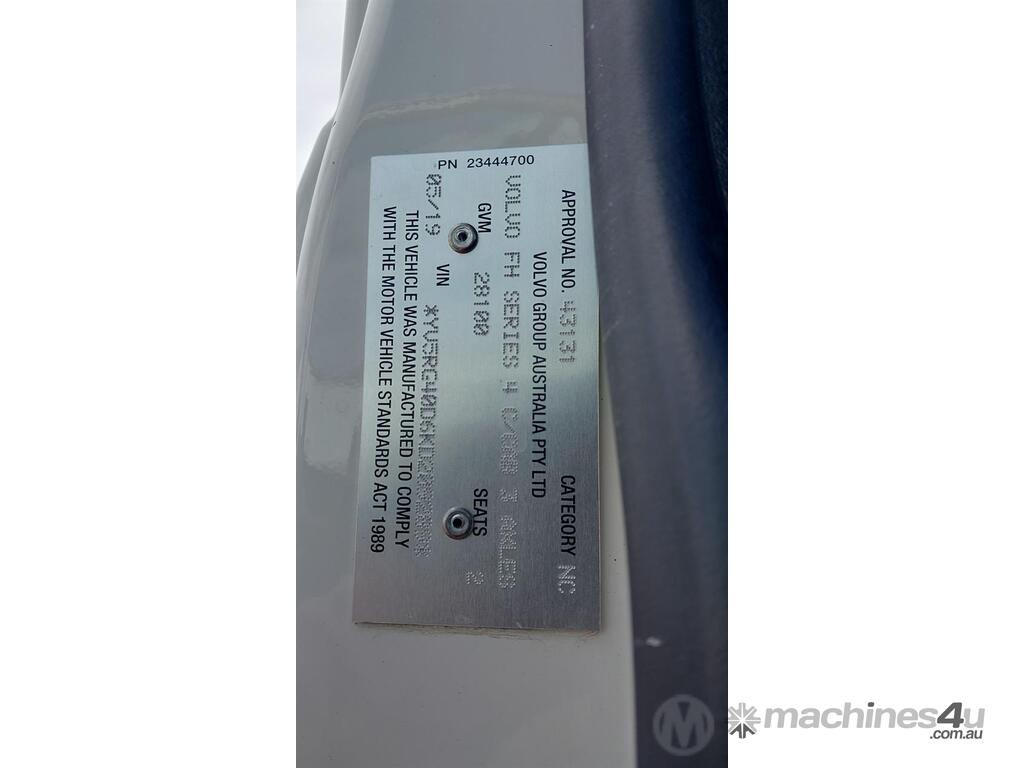 APPROVAL NO. 43131 CATEGORY NC
VOLVO GROUP AUSTRALIA PTY LTD
VOLVO FH SERIES 4 C/CAB 3 AXLES
GVM 28100 SEATS 2
05/19 VIN
THIS VEHICLE WAS MANUFACTURED TO COMPLY
WITH THE MOTOR VEHICLE STANDARDS ACT 1989
PN 23444700
machines4u
.com.au